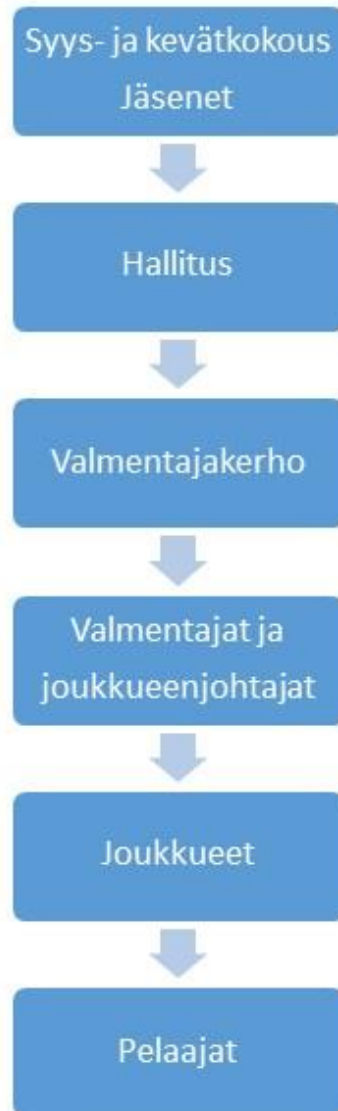 Syys- ja kevätkokous
Jäsenet
Hallitus
Valmentajakerho
Valmentajat ja
joukkueenjohtajat
Joukkueet
Pelaajat